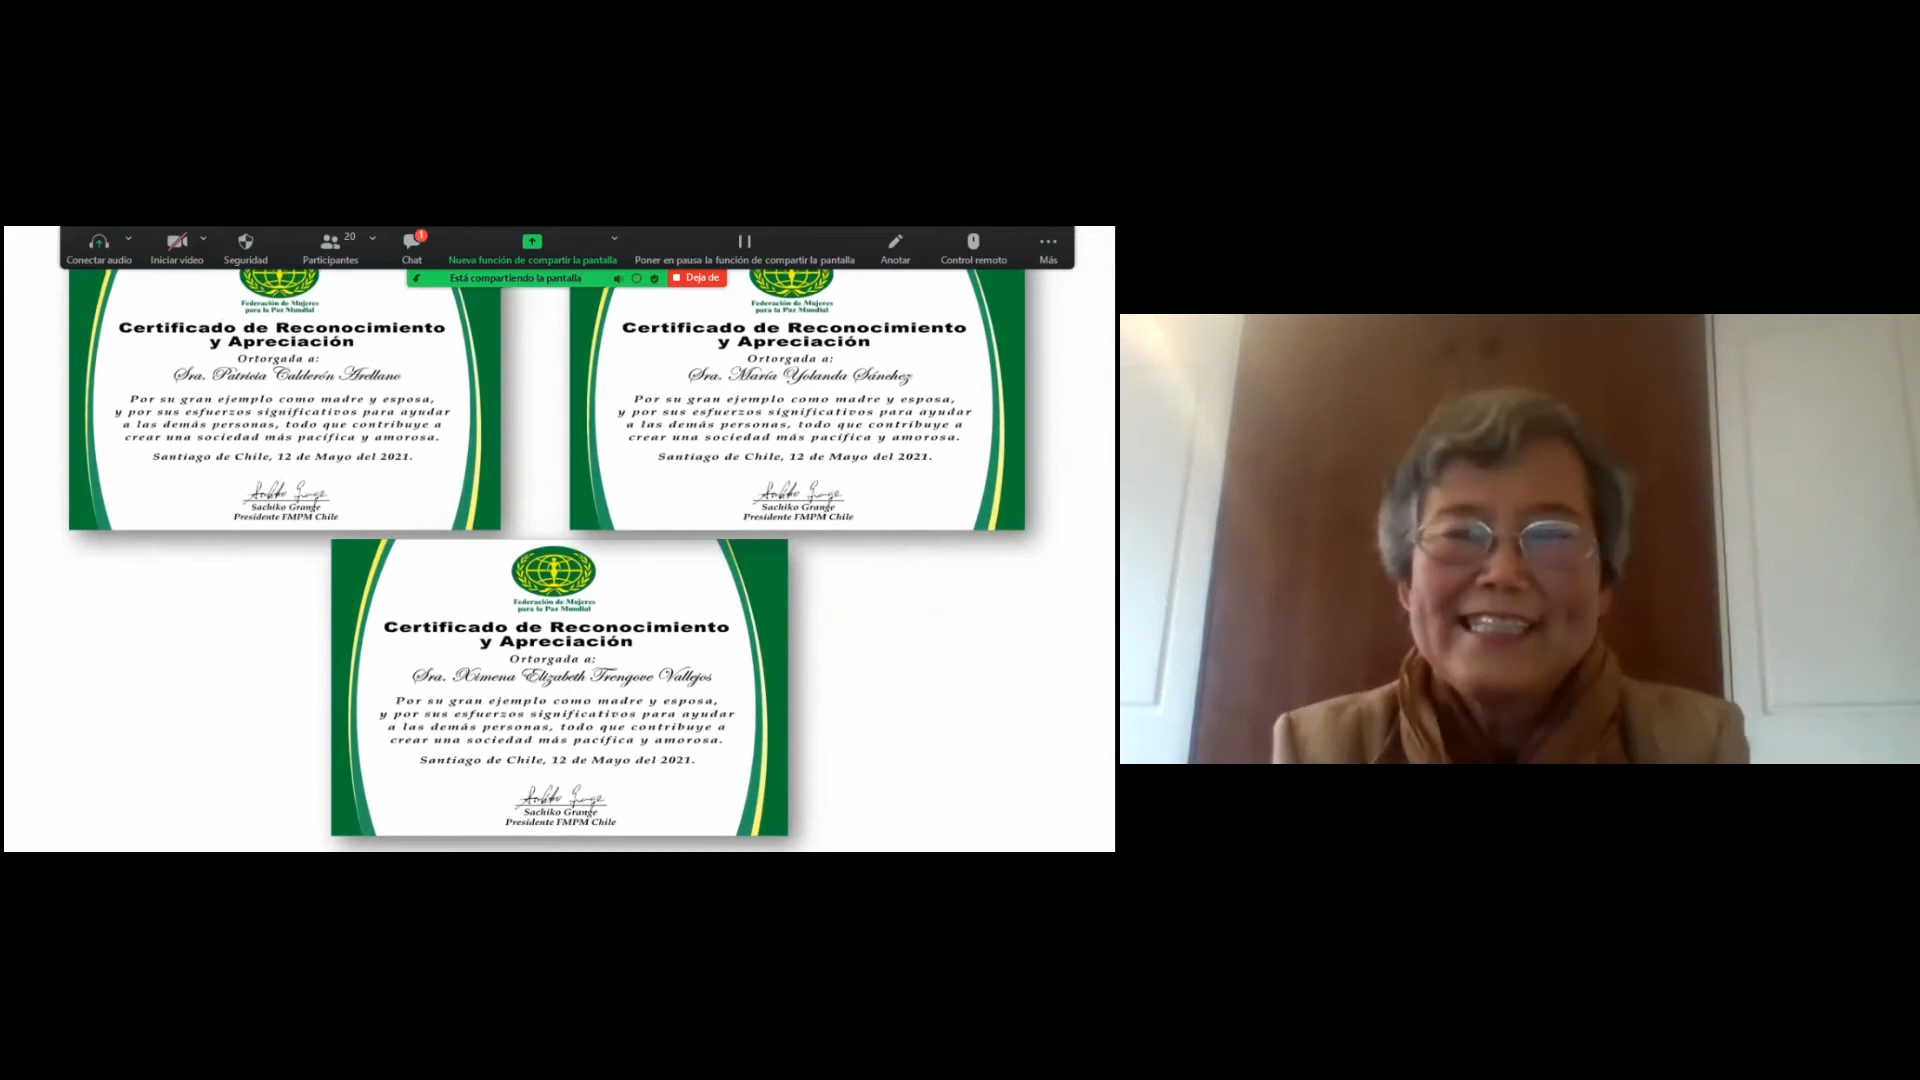 Conectar audio
Iniciar video
Seguridad
20
Participantes
1
Chat
Nueva función de compartir la pantalla
Poner en pausa la función de compartir la pantalla
Anotar
Control remoto
Más
Está compartiendo la pantalla
Deja de
Federación de Mujeres
para la Paz Mundial
Certificado de Reconocimiento
y Apreciación
Ortorgada a:
Sra. Patricia Calderón Arellano
Por su gran ejemplo como madre y esposa,
y por sus esfuerzos significativos para ayudar
a las demás personas, todo que contribuye a
crear una sociedad más pacífica y amorosa.
Santiago de Chile, 12 de Mayo del 2021.
Sachiko Grange
Presidente FMPM Chile
Federación de Mujeres
para la Paz Mundial
Certificado de Reconocimiento
y Apreciación
Ortorgada a:
Sra. María Yolanda Sánchez
Por su gran ejemplo como madre y esposa,
y por sus esfuerzos significativos para ayudar
a las demás personas, todo que contribuye a
crear una sociedad más pacífica y amorosa.
Santiago de Chile, 12 de Mayo del 2021.
Sachiko Grange
Presidente FMPM Chile
Federación de Mujeres
para la Paz Mundial
Certificado de Reconocimiento
y Apreciación
Ortorgada a:
Sra. Ximena Elizabeth Trengove Vallejos
Por su gran ejemplo como madre y esposa,
y por sus esfuerzos significativos para ayudar
a las demás personas, todo que contribuye a
crear una sociedad más pacífica y amorosa.
Santiago de Chile, 12 de Mayo del 2021.
Sachiko Grange
Presidente FMPM Chile